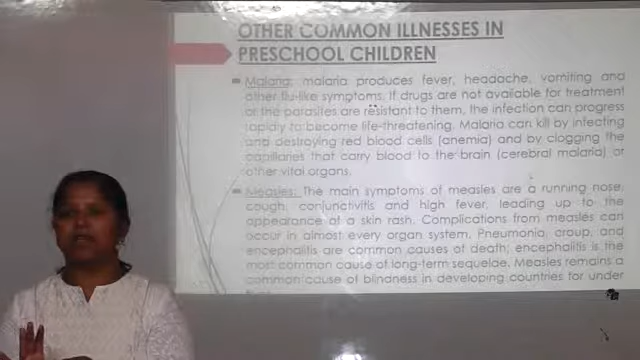 OTHER COMMON ILLNESSES IN
PRESCHOOL CHILDREN
Malaria: malaria produces fever, headache, vomiting and
other flu-like symptoms. If drugs are not available for treatment
or the parasites are resistant to them, the infection can progress
rapidly to become life-threatening. Malaria can kill by infecting
and destroying red blood cells (anemia) and by clogging the
capillaries that carry blood to the brain (cerebral malaria) or
other vital organs.
Measles: The main symptoms of measles are a running nose,
cough, conjunctivitis and high fever, leading up to the
appearance of a skin rash. Complications from measles can
occur in almost every organ system. Pneumonia, croup, and
encephalitis are common causes of death; encephalitis is the
most common cause of long-term sequelae. Measles remains a
common cause of blindness in developing countries for under